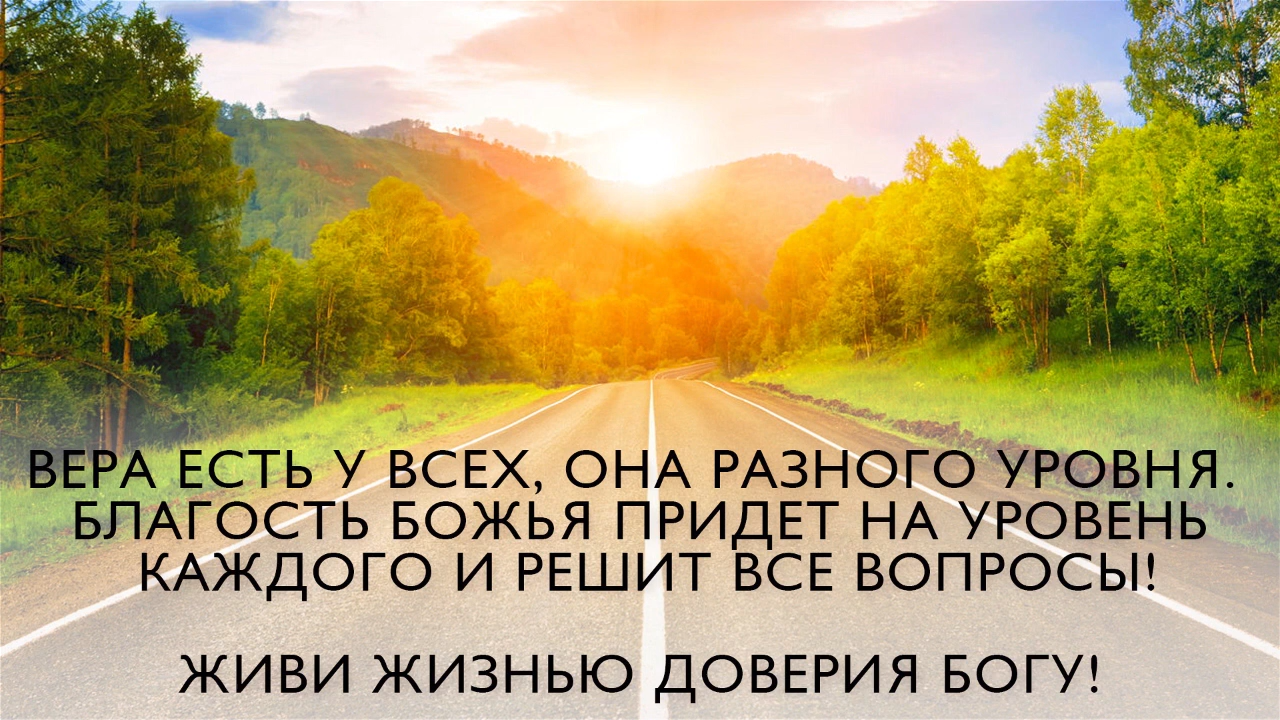 ВЕРА ЕСТЬ У ВСЕХ, ОНА РАЗНОГО УРОВНЯ.
БЛАГОСТЬ БОЖЬЯ ПРИДЕТ НА УРОВЕНЬ
КАЖДОГО И РЕШИТ ВСЕ ВОПРОСЫ!
ЖИВИ ЖИЗНЬЮ ДОВЕРИЯ БОГУ!